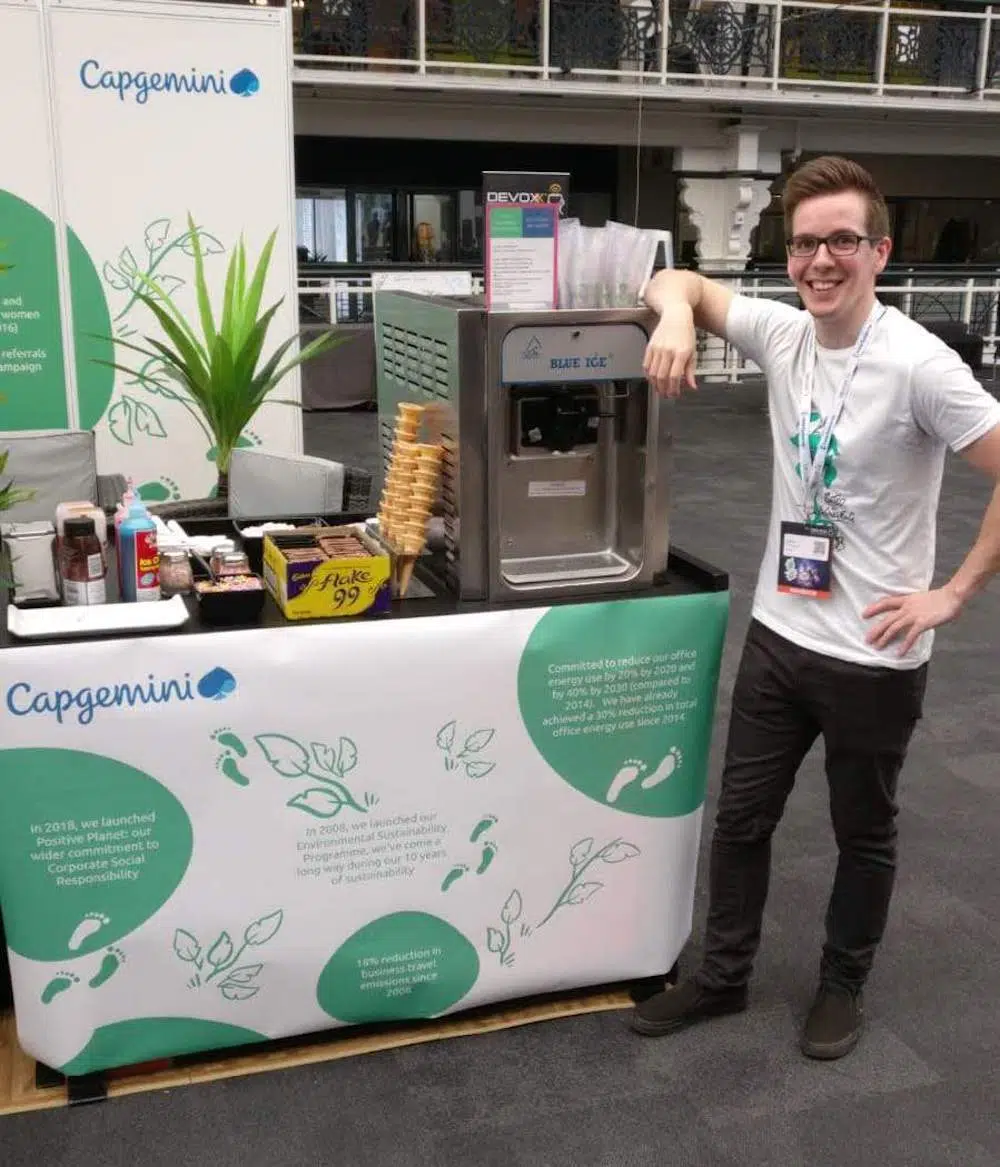 Capgemini
and
women
16)
referrals
ampaign
DEVOXX
BLUE ICE
Cadbury
flake
99
Capgemini
Committed to reduce our office
energy use by 20% by 2020 and
by 40% by 2030 (compared to
2014). We have already
achieved a 30% reduction in total
office energy use since 2014
In 2018, we launched
Positive Planet: our
wider commitment to
Corporate Social
Responsibility
In 2008, we launched our
Environmental Sustainability
Programme, we've come a
long way during our 10 years
of sustainability
18% reduction in
business travel
emissions since
2008